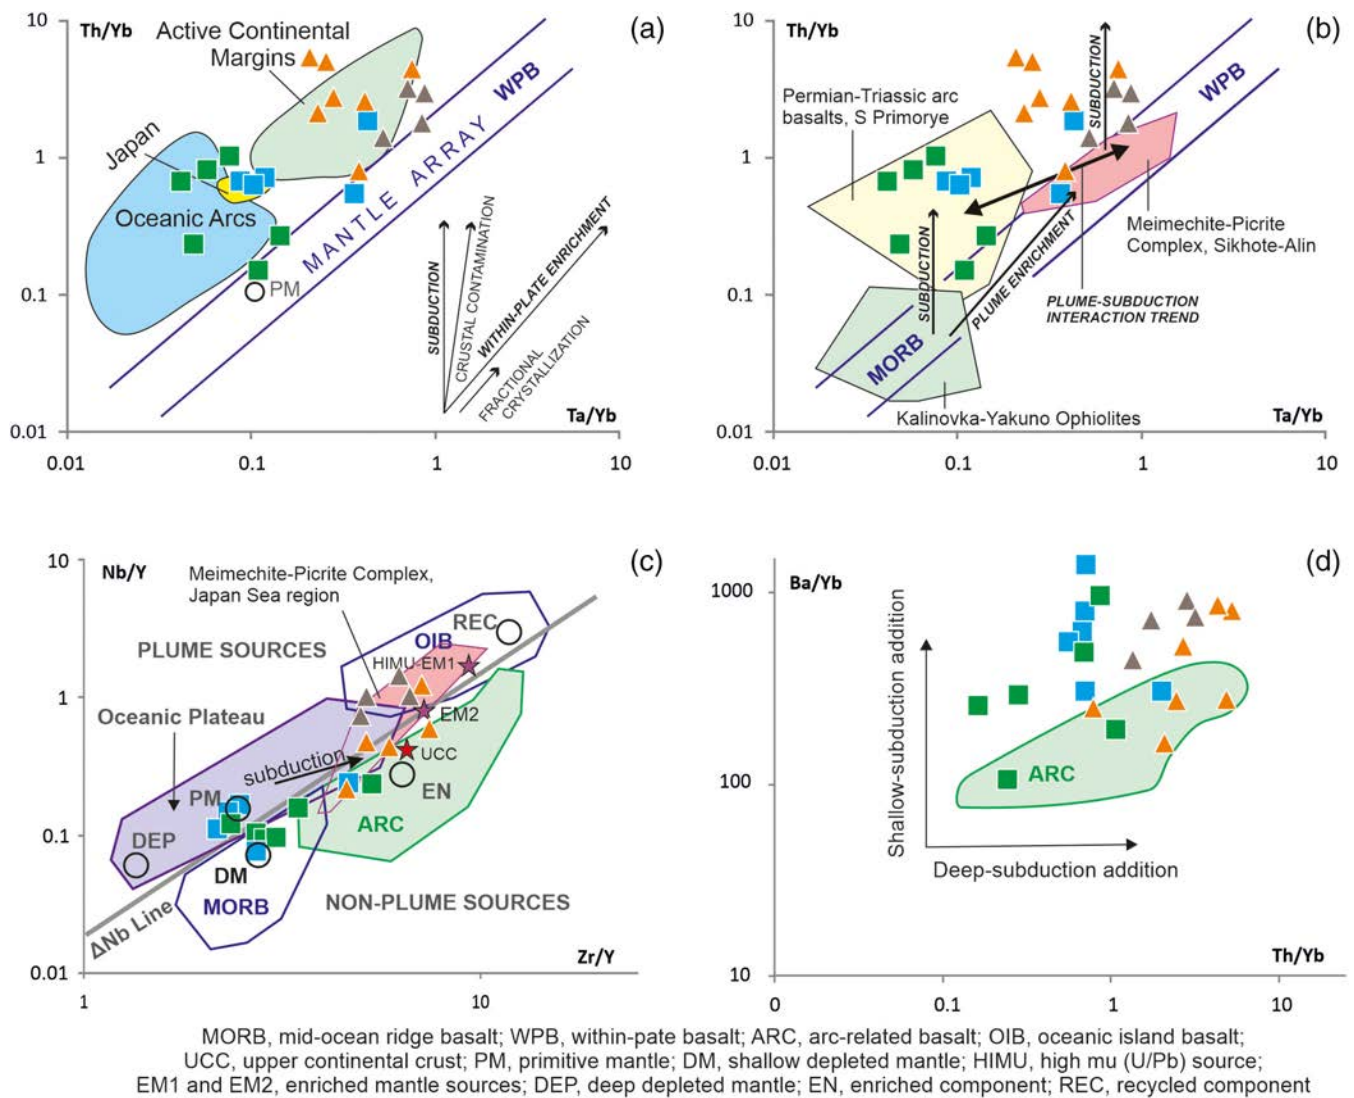 (a)
Th/Yb
10
1
0.1
0.01
0.01
0.1
1
10
Ta/Yb
Active Continental
Margins
Japan
Oceanic Arcs
PM
MANTLE ARRAY
WPB
SUBDUCTION
CRUSTAL CONTAMINATION
WITHIN-PLATE ENRICHMENT
FRACTIONAL
CRYSTALLIZATION
(b)
Th/Yb
10
1
0.1
0.01
0.01
0.1
1
10
Ta/Yb
Permian-Triassic arc
basalts, S Primorye
SUBDUCTION
WPB
Meimechite-Picrite
Complex, Sikhote-Alin
SUBDUCTION
PLUME ENRICHMENT
PLUME-SUBDUCTION
INTERACTION TREND
MORB
Kalinovka-Yakuno Ophiolites
(c)
Nb/Y
10
1
0.1
0.01
1
10
Zr/Y
Meimechite-Picrite Complex,
Japan Sea region
PLUME SOURCES
REC
OIB
HIMU-EM1
EM2
Oceanic Plateau
UCC
subduction
EN
PM
ARC
DEP
DM
MORB
NON-PLUME SOURCES
ΔNb Line
(d)
Ba/Yb
1000
100
10
0
0.1
1
10
Th/Yb
Shallow-subduction addition
ARC
Deep-subduction addition
MORB, mid-ocean ridge basalt; WPB, within-pate basalt; ARC, arc-related basalt; OIB, oceanic island basalt;
UCC, upper continental crust; PM, primitive mantle; DM, shallow depleted mantle; HIMU, high mu (U/Pb) source;
EM1 and EM2, enriched mantle sources; DEP, deep depleted mantle; EN, enriched component; REC, recycled component